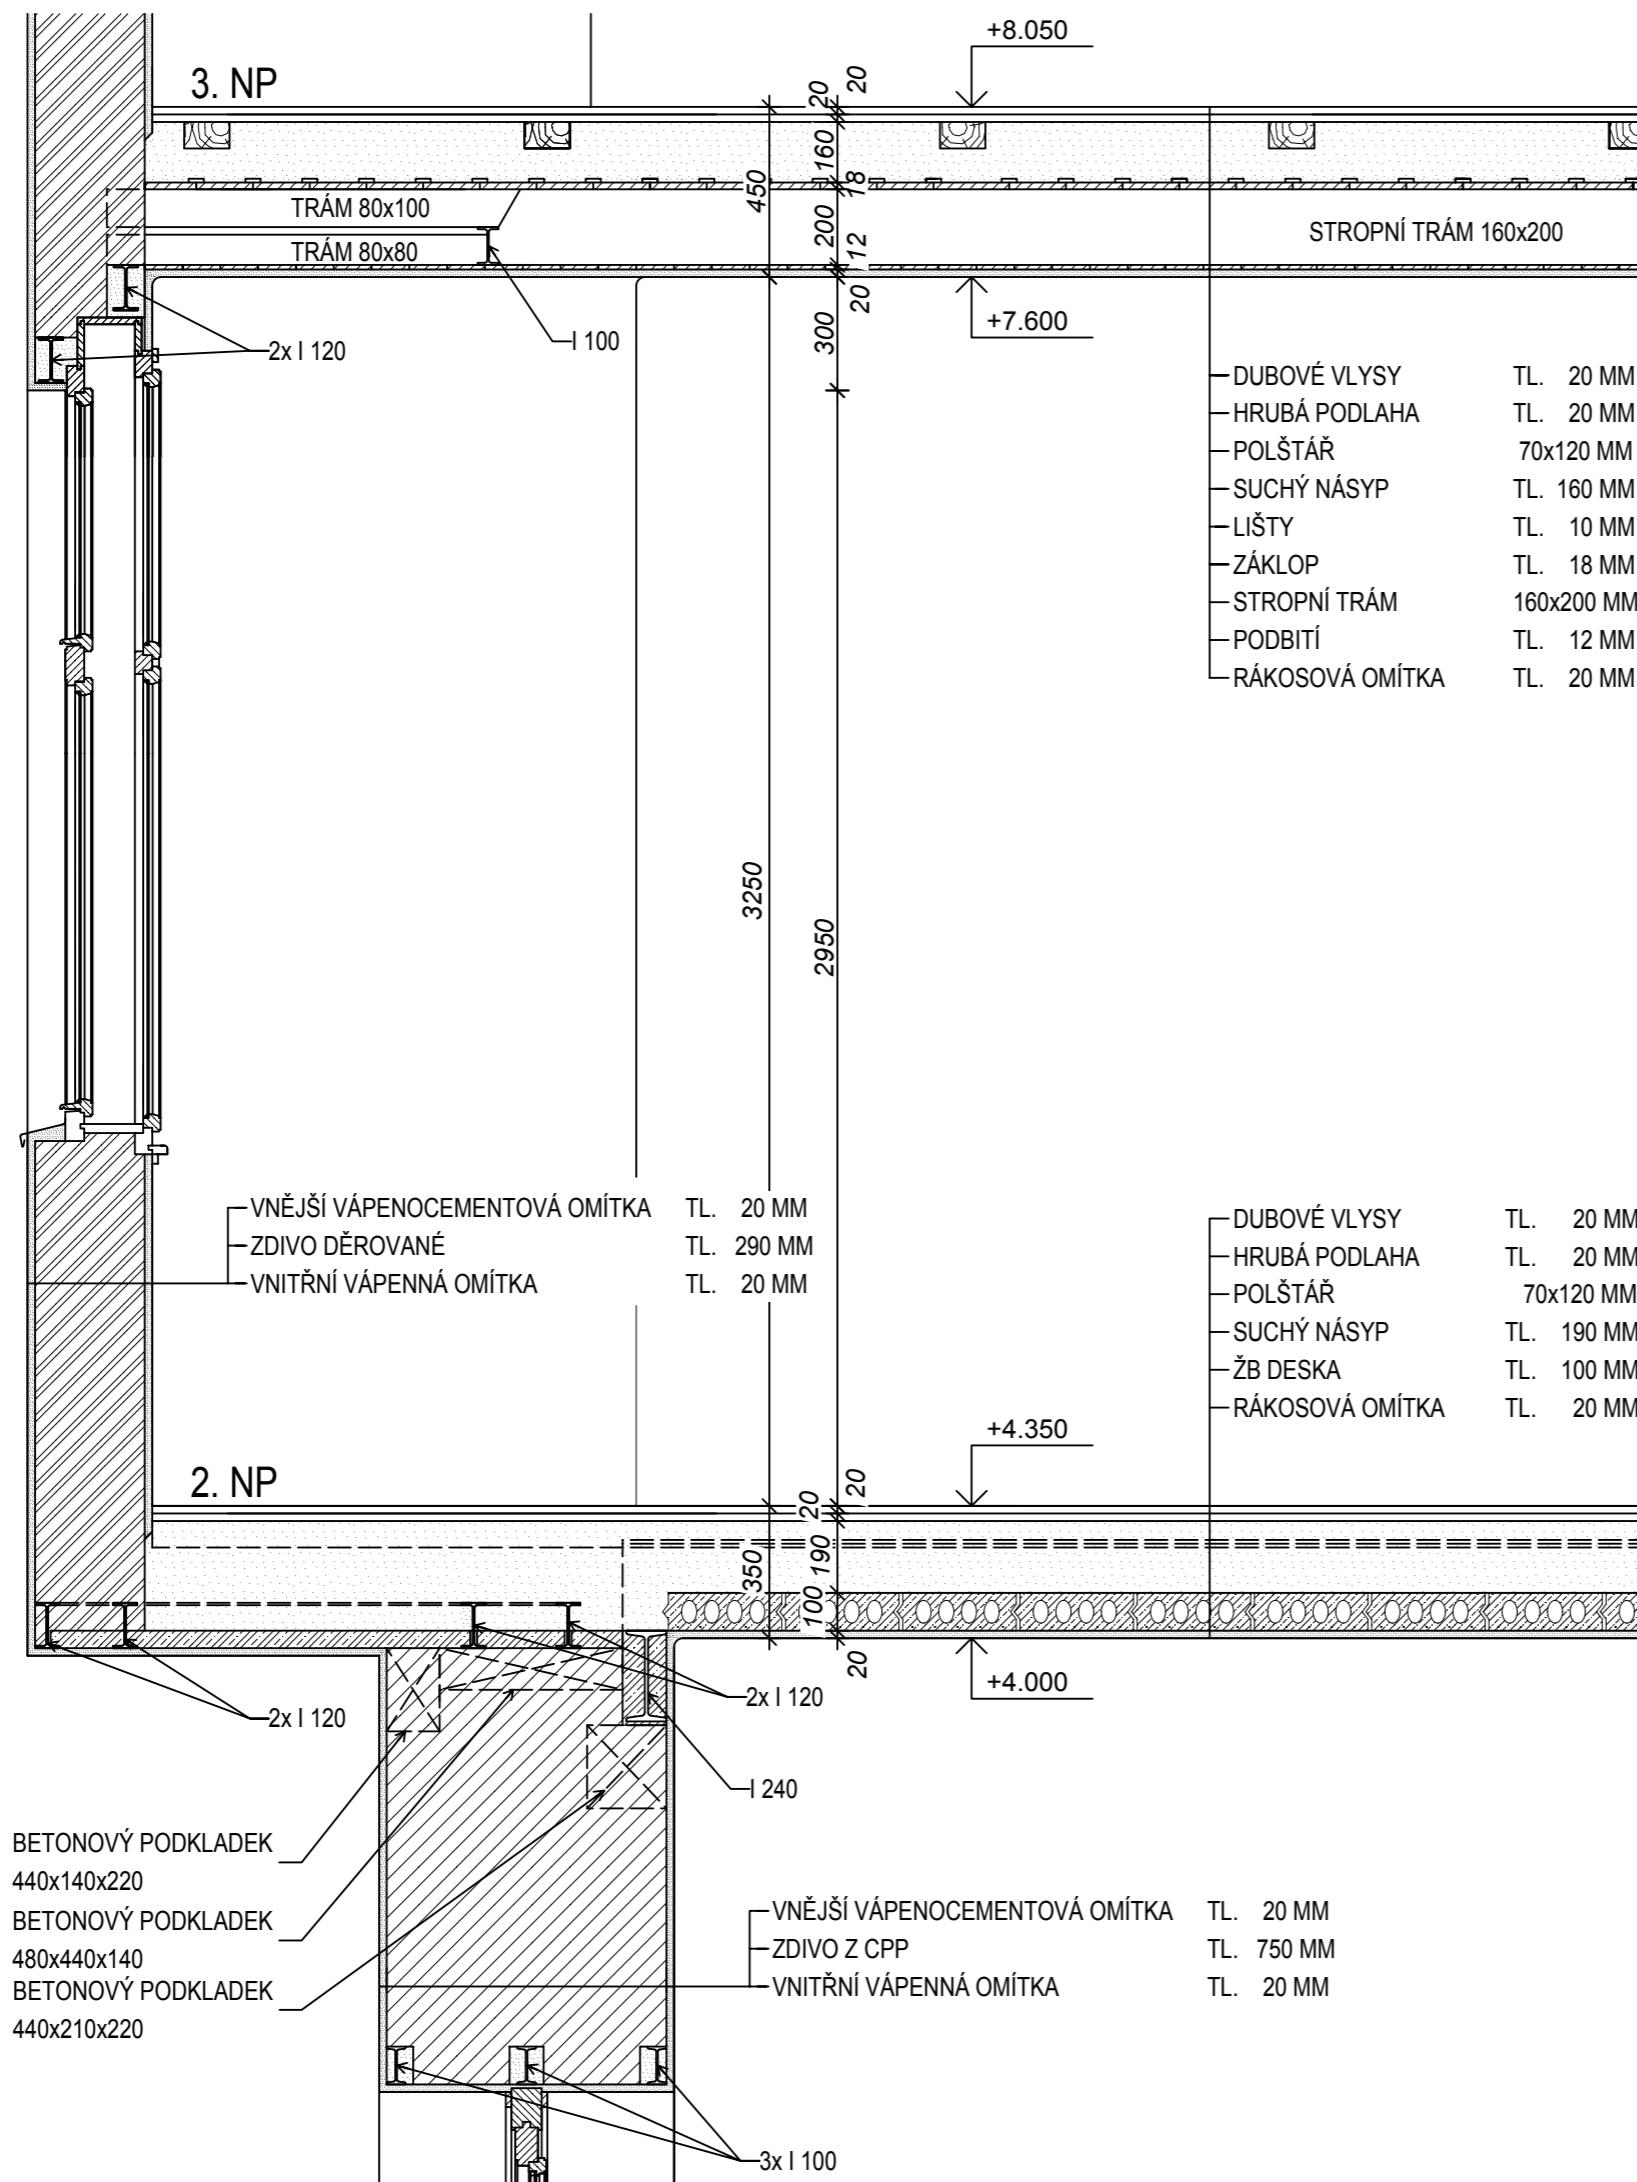 +8.050
3. NP
20
20
160
450
18
TRÁM 80x100
200
STROPNÍ TRÁM 160x200
TRÁM 80x80
12
20
+7.600
300
I 100
2x I 120
DUBOVÉ VLYSY TL. 20 MM
HRUBÁ PODLAHA TL. 20 MM
POLŠTÁŘ 70x120 MM
SUCHÝ NÁSYP TL. 160 MM
LIŠTY TL. 10 MM
ZÁKLOP TL. 18 MM
STROPNÍ TRÁM 160x200 MM
PODBITÍ TL. 12 MM
RÁKOSOVÁ OMÍTKA TL. 20 MM
3250
2950
VNĚJŠÍ VÁPENOCEMENTOVÁ OMÍTKA TL. 20 MM
ZDIVO DĚROVANÉ TL. 290 MM
VNITŘNÍ VÁPENNÁ OMÍTKA TL. 20 MM
DUBOVÉ VLYSY TL. 20 MM
HRUBÁ PODLAHA TL. 20 MM
POLŠTÁŘ 70x120 MM
SUCHÝ NÁSYP TL. 190 MM
ŽB DESKA TL. 100 MM
RÁKOSOVÁ OMÍTKA TL. 20 MM
+4.350
2. NP
20
20
190
350
100
20
+4.000
2x I 120
2x I 120
I 240
BETONOVÝ PODKLADEK
440x140x220
BETONOVÝ PODKLADEK
480x440x140
BETONOVÝ PODKLADEK
440x210x220
VNĚJŠÍ VÁPENOCEMENTOVÁ OMÍTKA TL. 20 MM
ZDIVO Z CPP TL. 750 MM
VNITŘNÍ VÁPENNÁ OMÍTKA TL. 20 MM
3x I 100